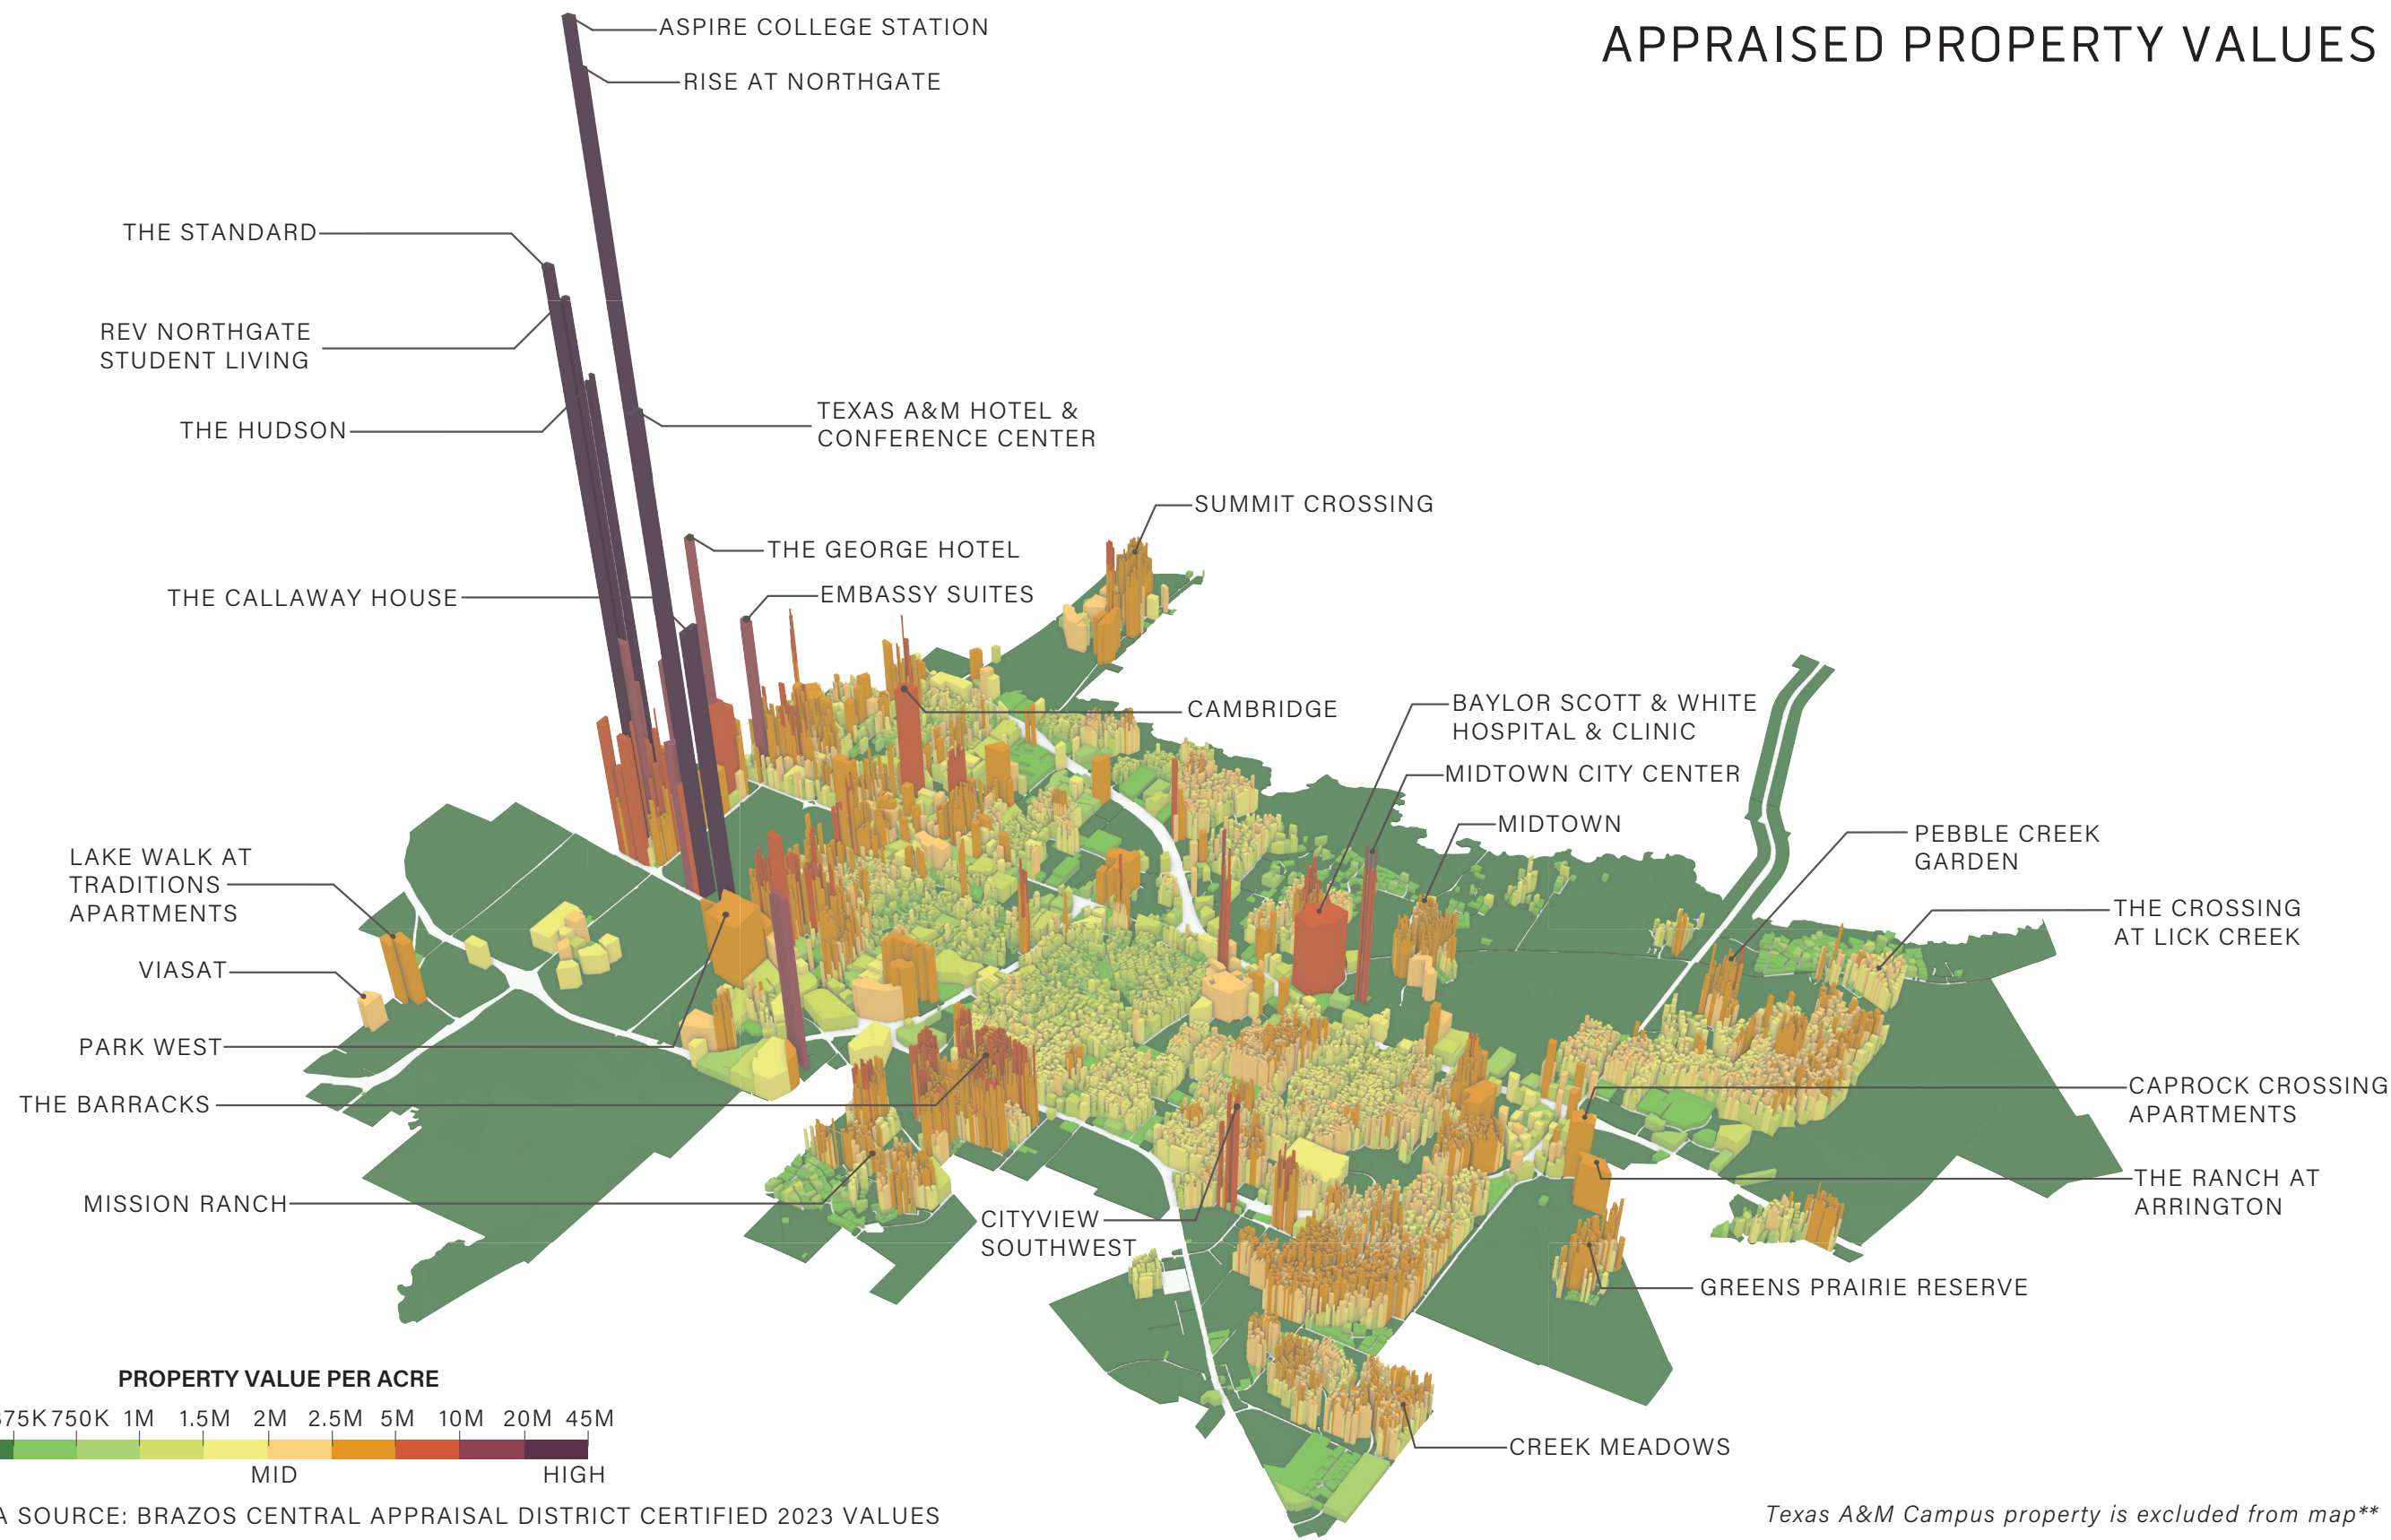 APPRAISED PROPERTY VALUES
ASPIRE COLLEGE STATION
RISE AT NORTHGATE
THE STANDARD
REV NORTHGATE
STUDENT LIVING
THE HUDSON
TEXAS A&M HOTEL &
CONFERENCE CENTER
SUMMIT CROSSING
THE GEORGE HOTEL
THE CALLAWAY HOUSE
EMBASSY SUITES
CAMBRIDGE
BAYLOR SCOTT & WHITE
HOSPITAL & CLINIC
MIDTOWN CITY CENTER
MIDTOWN
PEBBLE CREEK
GARDEN
LAKE WALK AT
TRADITIONS
APARTMENTS
THE CROSSING
AT LICK CREEK
VIASAT
PARK WEST
THE BARRACKS
CAPROCK CROSSING
APARTMENTS
THE RANCH AT
ARRINGTON
MISSION RANCH
CITYVIEW
SOUTHWEST
GREENS PRAIRIE RESERVE
CREEK MEADOWS
PROPERTY VALUE PER ACRE
75K 750K 1M 1.5M 2M 2.5M 5M 10M 20M 45M
MID HIGH
A SOURCE: BRAZOS CENTRAL APPRAISAL DISTRICT CERTIFIED 2023 VALUES
Texas A&M Campus property is excluded from map**